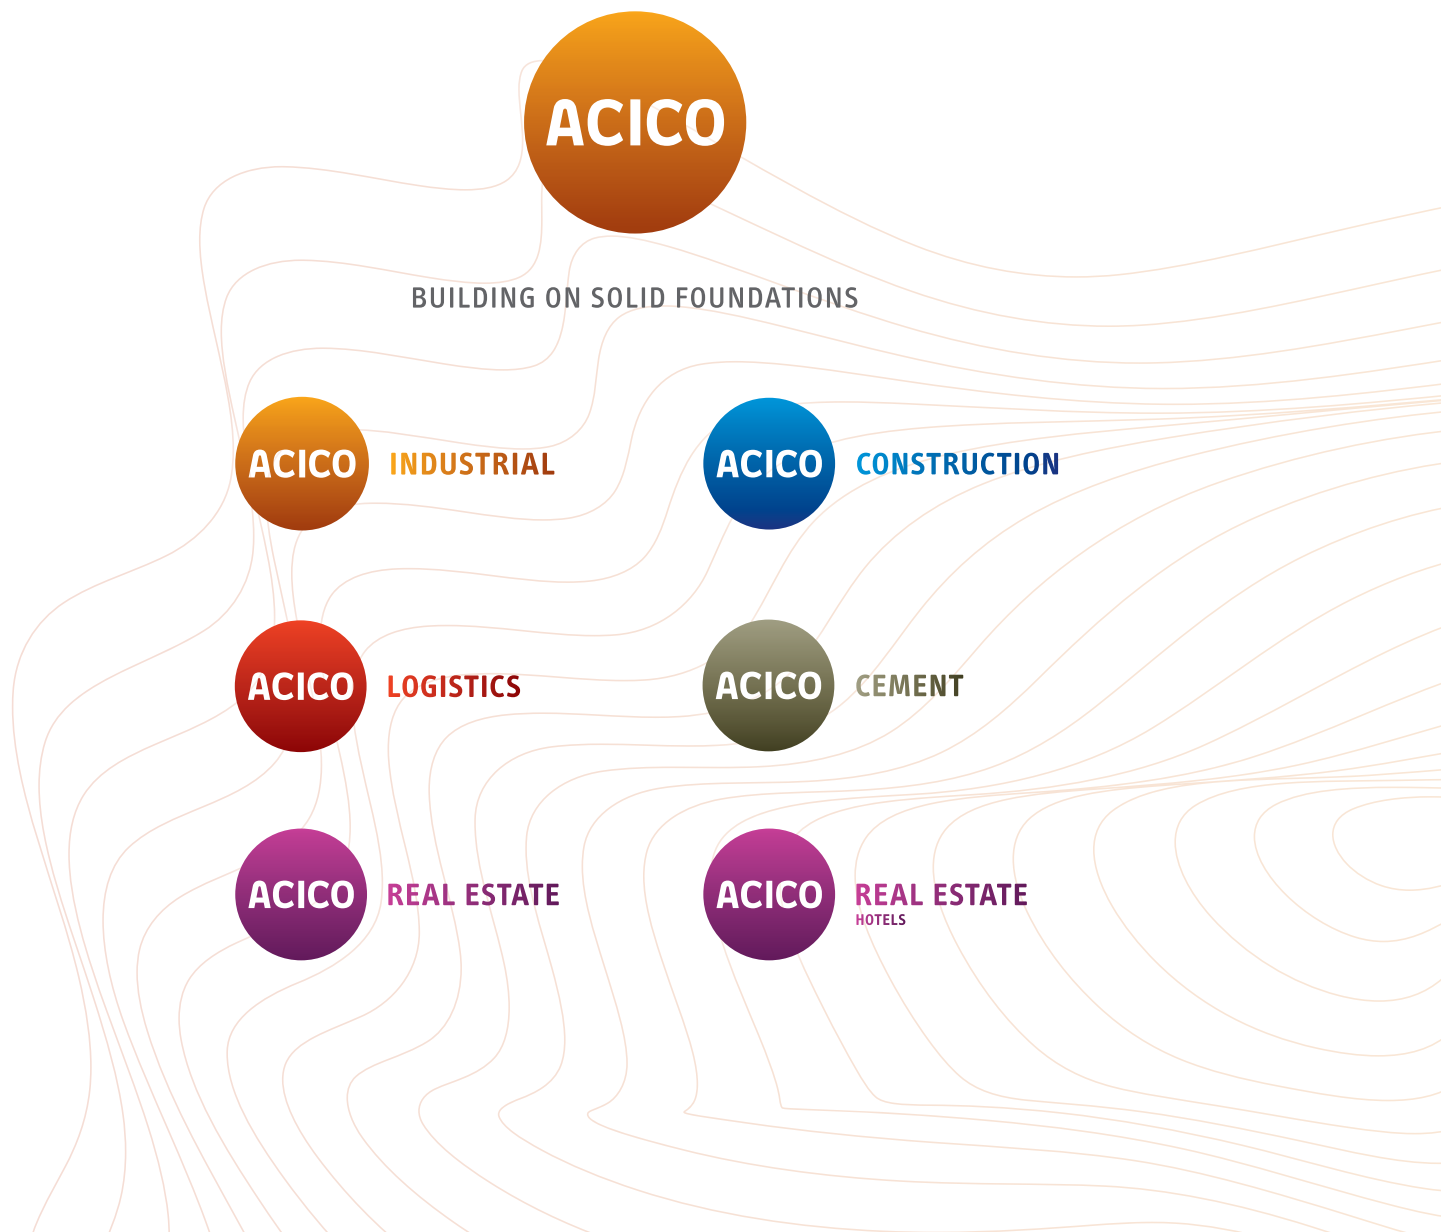 ACICO
BUILDING ON SOLID FOUNDATIONS
ACICO INDUSTRIAL
ACICO CONSTRUCTION
ACICO LOGISTICS
ACICO CEMENT
ACICO REAL ESTATE
ACICO REAL ESTATE
HOTELS